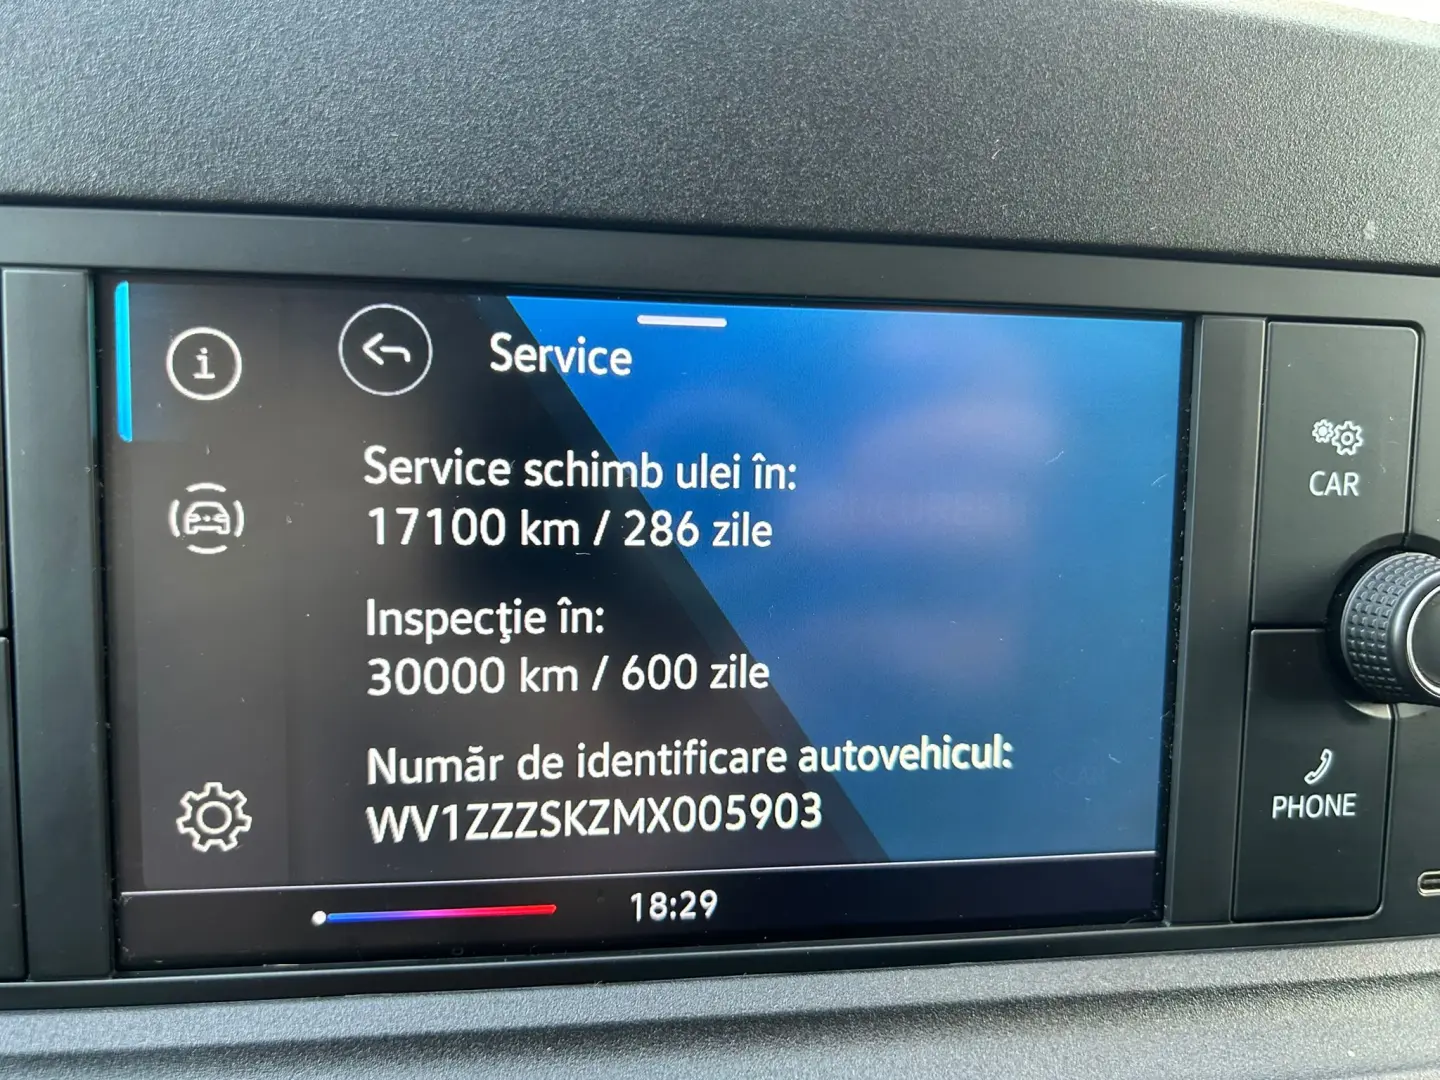 Service
Service schimb ulei în:
17100 km / 286 zile
Inspecţie în:
30000 km / 600 zile
Număr de identificare autovehicul:
WV1ZZZSKZMX005903
18:29
CAR
PHONE